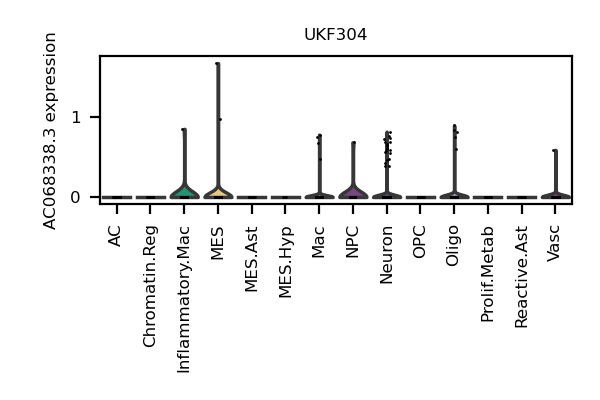 UKF304
AC068338.3 expression
1
0
AC
Chromatin.Reg
Inflammatory.Mac
MES
MES.Ast
MES.Hyp
Mac
NPC
Neuron
OPC
Oligo
Prolif.Metab
Reactive.Ast
Vasc